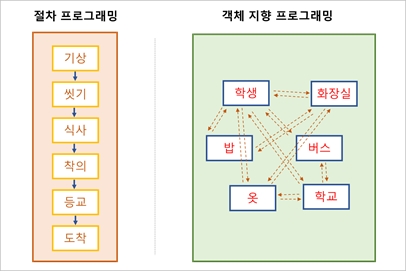 절차 프로그래밍
기상
씻기
식사
착의
등교
도착
객체 지향 프로그래밍
학생
화장실
밥
버스
옷
학교